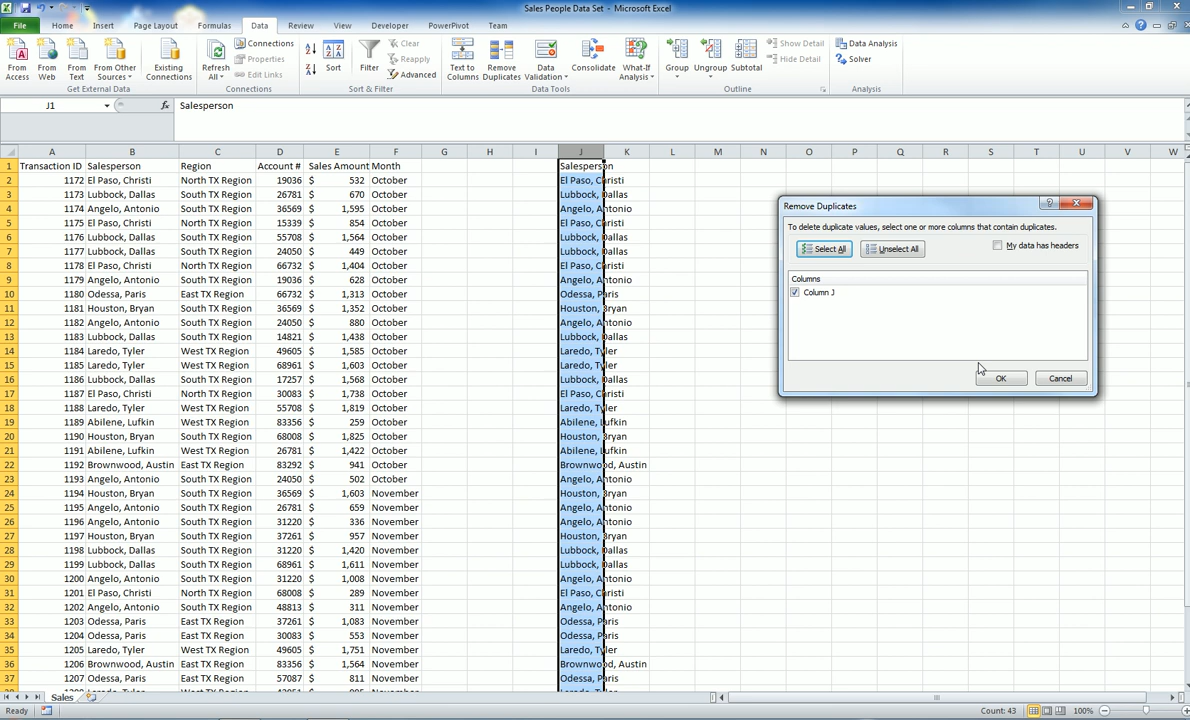 Sales People Data Set - Microsoft Excel
File Home Insert Page Layout Formulas Data Review View Developer PowerPivot Team
From Access From Web From Text From Other Sources Existing Connections Refresh All Connections Properties Edit Links Sort Filter Clear Reapply Advanced Text to Columns Remove Duplicates Data Validation Consolidate What-If Analysis Group Ungroup Subtotal Show Detail Hide Detail Data Analysis Solver
Get External Data Connections Sort & Filter Data Tools Outline Analysis
J1 fx Salesperson
A B C D E F G H I J K L M N O P Q R S T U V W
1 Transaction ID Salesperson Region Account # Sales Amount Month Salesperson
2 1172 El Paso, Christi North TX Region 19036 $ 532 October El Paso, Christi
3 1173 Lubbock, Dallas South TX Region 26781 $ 670 October Lubbock, Dallas
4 1174 Angelo, Antonio South TX Region 36569 $ 1,595 October Angelo, Antonio
5 1175 El Paso, Christi North TX Region 15339 $ 854 October El Paso, Christi
6 1176 Lubbock, Dallas South TX Region 55708 $ 1,564 October Lubbock, Dallas
7 1177 Lubbock, Dallas South TX Region 24050 $ 449 October Lubbock, Dallas
8 1178 El Paso, Christi North TX Region 66732 $ 1,404 October El Paso, Christi
9 1179 Angelo, Antonio South TX Region 19036 $ 628 October Angelo, Antonio
10 1180 Odessa, Paris East TX Region 66732 $ 1,313 October Odessa, Paris
11 1181 Houston, Bryan South TX Region 36569 $ 1,352 October Houston, Bryan
12 1182 Angelo, Antonio South TX Region 24050 $ 880 October Angelo, Antonio
13 1183 Lubbock, Dallas South TX Region 14821 $ 1,438 October Lubbock, Dallas
14 1184 Laredo, Tyler West TX Region 49605 $ 1,585 October Laredo, Tyler
15 1185 Laredo, Tyler West TX Region 68961 $ 1,603 October Laredo, Tyler
16 1186 Lubbock, Dallas South TX Region 17257 $ 1,568 October Lubbock, Dallas
17 1187 El Paso, Christi North TX Region 30083 $ 1,738 October El Paso, Christi
18 1188 Laredo, Tyler West TX Region 55708 $ 1,819 October Laredo, Tyler
19 1189 Abilene, Lufkin West TX Region 83356 $ 259 October Abilene, Lufkin
20 1190 Houston, Bryan South TX Region 68008 $ 1,825 October Houston, Bryan
21 1191 Abilene, Lufkin West TX Region 26781 $ 1,422 October Abilene, Lufkin
22 1192 Brownwood, Austin East TX Region 83292 $ 941 October Brownwood, Austin
23 1193 Angelo, Antonio South TX Region 24050 $ 502 October Angelo, Antonio
24 1194 Houston, Bryan South TX Region 36569 $ 1,603 November Houston, Bryan
25 1195 Angelo, Antonio South TX Region 26781 $ 659 November Angelo, Antonio
26 1196 Angelo, Antonio South TX Region 31220 $ 336 November Angelo, Antonio
27 1197 Houston, Bryan South TX Region 37261 $ 957 November Houston, Bryan
28 1198 Lubbock, Dallas South TX Region 31220 $ 1,420 November Lubbock, Dallas
29 1199 Lubbock, Dallas South TX Region 68961 $ 1,611 November Lubbock, Dallas
30 1200 Angelo, Antonio South TX Region 31220 $ 1,008 November Angelo, Antonio
31 1201 El Paso, Christi North TX Region 68008 $ 289 November El Paso, Christi
32 1202 Angelo, Antonio South TX Region 48813 $ 311 November Angelo, Antonio
33 1203 Odessa, Paris East TX Region 37261 $ 1,083 November Odessa, Paris
34 1204 Odessa, Paris East TX Region 30083 $ 553 November Odessa, Paris
35 1205 Laredo, Tyler West TX Region 49605 $ 1,751 November Laredo, Tyler
36 1206 Brownwood, Austin East TX Region 83356 $ 1,564 November Brownwood, Austin
37 1207 Odessa, Paris East TX Region 57087 $ 811 November Odessa, Paris
Remove Duplicates
To delete duplicate values, select one or more columns that contain duplicates.
Select All Unselect All My data has headers
Columns
Column J
OK Cancel
Sales
Ready Count: 43 100%